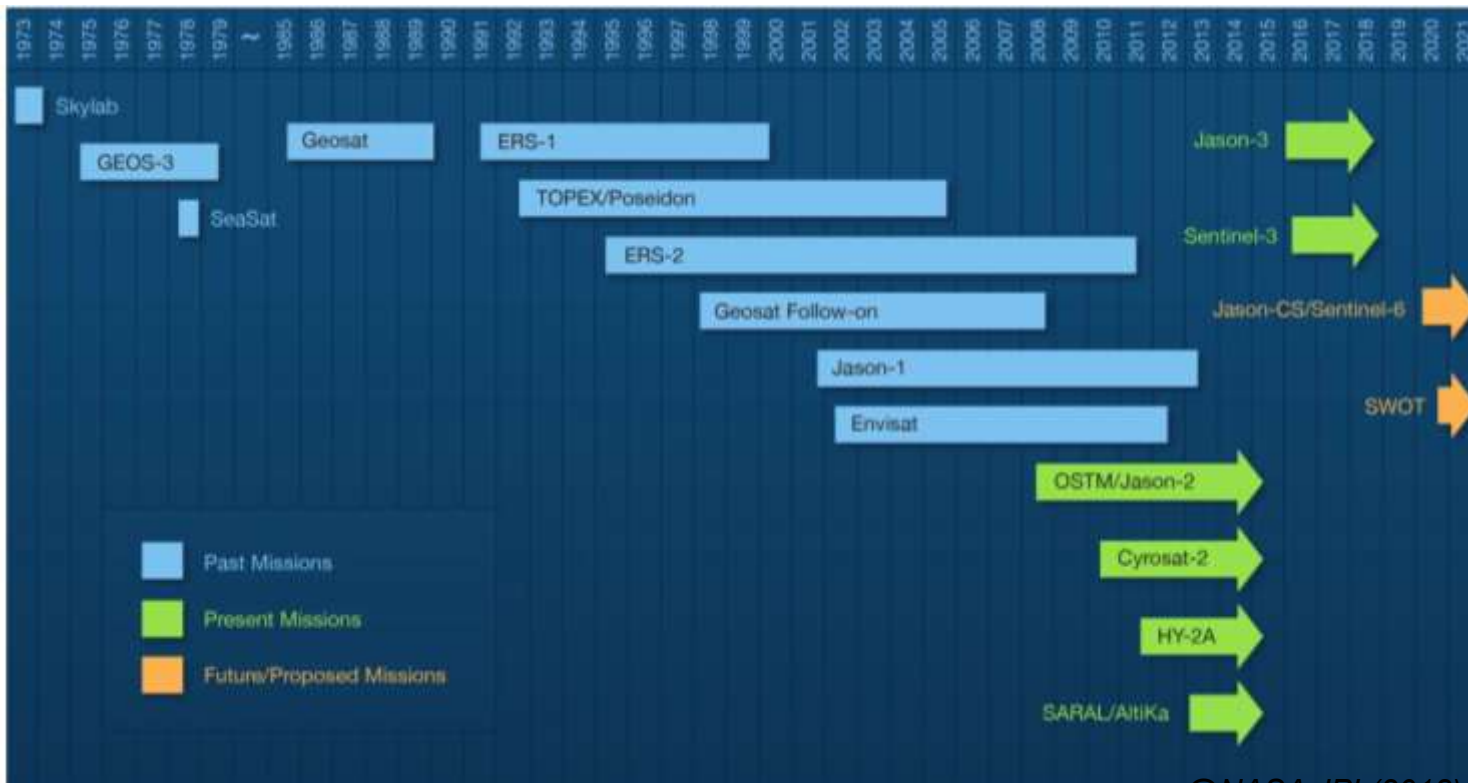 1973 1974 1975 1976 1977 1978 1979 ~ 1985 1986 1987 1988 1989 1990 1991 1992 1993 1994 1995 1996 1997 1998 1999 2000 2001 2002 2003 2004 2005 2006 2007 2008 2009 2010 2011 2012 2013 2014 2015 2016 2017 2018 2019 2020 2021
Skylab
Geosat
ERS-1
Jason-3
GEOS-3
TOPEX/Poseidon
SeaSat
Sentinel-3
ERS-2
Geosat Follow-on
Jason-CS/Sentinel-6
Jason-1
SWOT
Envisat
OSTM/Jason-2
Past Missions
Cyrosat-2
Present Missions
HY-2A
Future/Proposed Missions
SARAL/AltiKa